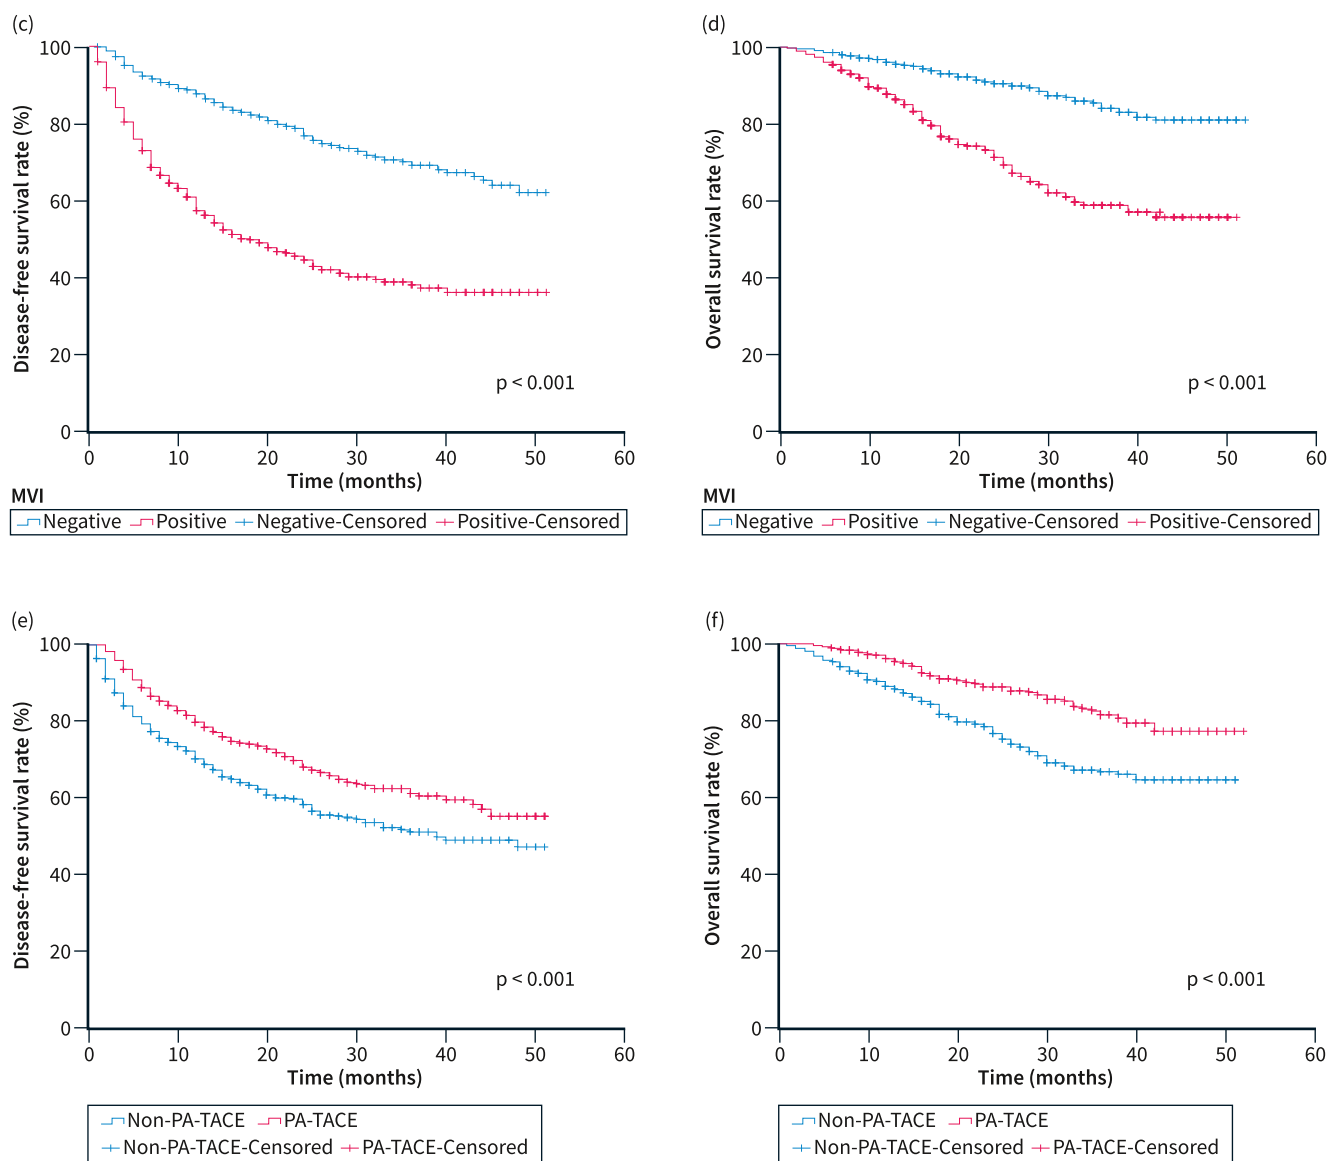 (c)
100
80
60
40
20
0
Disease-free survival rate (%)
p < 0.001
0 10 20 30 40 50 60
Time (months)
MVI
Negative Positive Negative-Censored Positive-Censored
(d)
100
80
60
40
20
0
Overall survival rate (%)
p < 0.001
0 10 20 30 40 50 60
Time (months)
MVI
Negative Positive Negative-Censored Positive-Censored
(e)
100
80
60
40
20
0
Disease-free survival rate (%)
p < 0.001
0 10 20 30 40 50 60
Time (months)
Non-PA-TACE PA-TACE
Non-PA-TACE-Censored PA-TACE-Censored
(f)
100
80
60
40
20
0
Overall survival rate (%)
p < 0.001
0 10 20 30 40 50 60
Time (months)
Non-PA-TACE PA-TACE
Non-PA-TACE-Censored PA-TACE-Censored